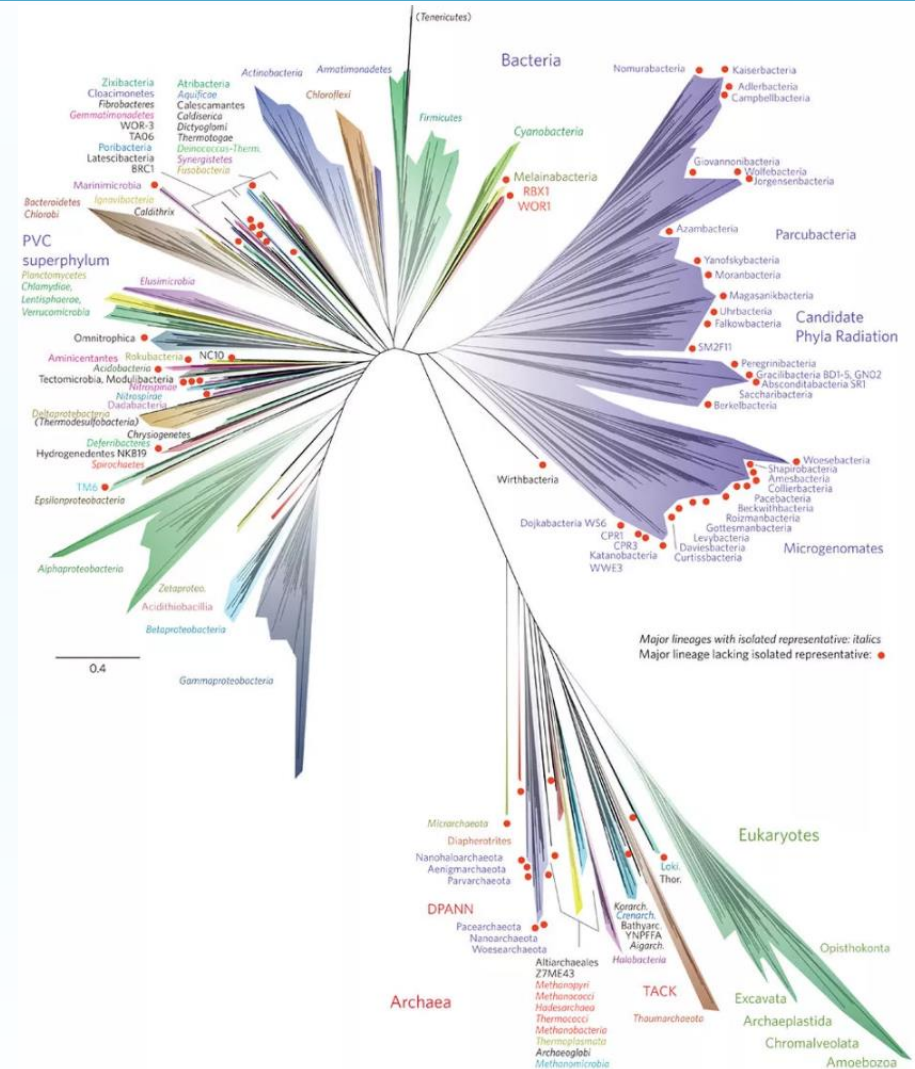 (Tenericutes)
Bacteria
Nomurabacteria
Kaiserbacteria
Adlerbacteria
Campbellbacteria
Zixibacteria
Cloacimonetes
Fibrobacteres
Gemmatimonadetes
WOR-3
TA06
Poribacteria
Latescibacteria
BRC1
Atribacteria
Aquificae
Calescamantes
Caldiserica
Dictyoglomi
Thermotogae
Deinococcus-Therm.
Synergistetes
Fusobacteria
Actinobacteria
Armatimonadetes
Chloroflexi
Firmicutes
Cyanobacteria
Melainabacteria
RBX1
WOR1
Giovannonibacteria
Wolfebacteria
Jorgensenbacteria
Marinimicrobia
Bacteroidetes
Chlorobi
Ignavibacteria
Caldithrix
Azambacteria
Parcubacteria
PVC
superphylum
Planctomycetes
Chlamydiae,
Lentisphaerae,
Verrucomicrobia
Elusimicrobia
Yanofskybacteria
Moranbacteria
Magasanikbacteria
Uhrbacteria
Falkowbacteria
Candidate
Phyla Radiation
SM2F11
Omnitrophica
Aminicentantes
Rokubacteria
NC10
Acidobacteria
Tectomicrobia, Modulibacteria
Nitrospinae
Nitrospirae
Dadabacteria
Deltaprotebacteria
(Thermodesulfobacteria)
Chrysiogenetes
Deferribacteres
Hydrogenedentes NKB19
Spirochaetes
TM6
Epsilonproteobacteria
Peregrinibacteria
Gracilibacteria BD1-5, GN02
Absconditabacteria SR1
Saccharibacteria
Berkelbacteria
Woesebacteria
Shapirobacteria
Amesbacteria
Collierbacteria
Pacebacteria
Beckwithbacteria
Roizmanbacteria
Gottesmanbacteria
Levybacteria
Daviesbacteria
Curtissbacteria
Microgenomates
Wirthbacteria
Dojkabacteria WS6
CPR1
CPR3
Katanobacteria
WWE3
Alphaproteobacteria
Zetaproteo.
Acidithiobacillia
Betaproteobacteria
Gammaproteobacteria
0.4
Major lineages with isolated representative: italics
Major lineage lacking isolated representative:
Micrarchaeota
Diapherotrites
Nanohaloarchaeota
Aenigmarchaeota
Parvarchaeota
DPANN
Pacearchaeota
Nanoarchaeota
Woesearchaeota
Archaea
Altiarchaeales
Z7ME43
Methanopyri
Methanococci
Hadesarchaea
Thermococci
Methanobacteria
Thermoplasmata
Archaeoglobi
Methanomicrobia
Halobacteria
Korarch.
Crenarch.
Bathyarc.
YNPFFA
Aigarch.
TACK
Thaumarchaeota
Loki.
Thor.
Eukaryotes
Opisthokonta
Excavata
Archaeplastida
Chromalveolata
Amoebozoa